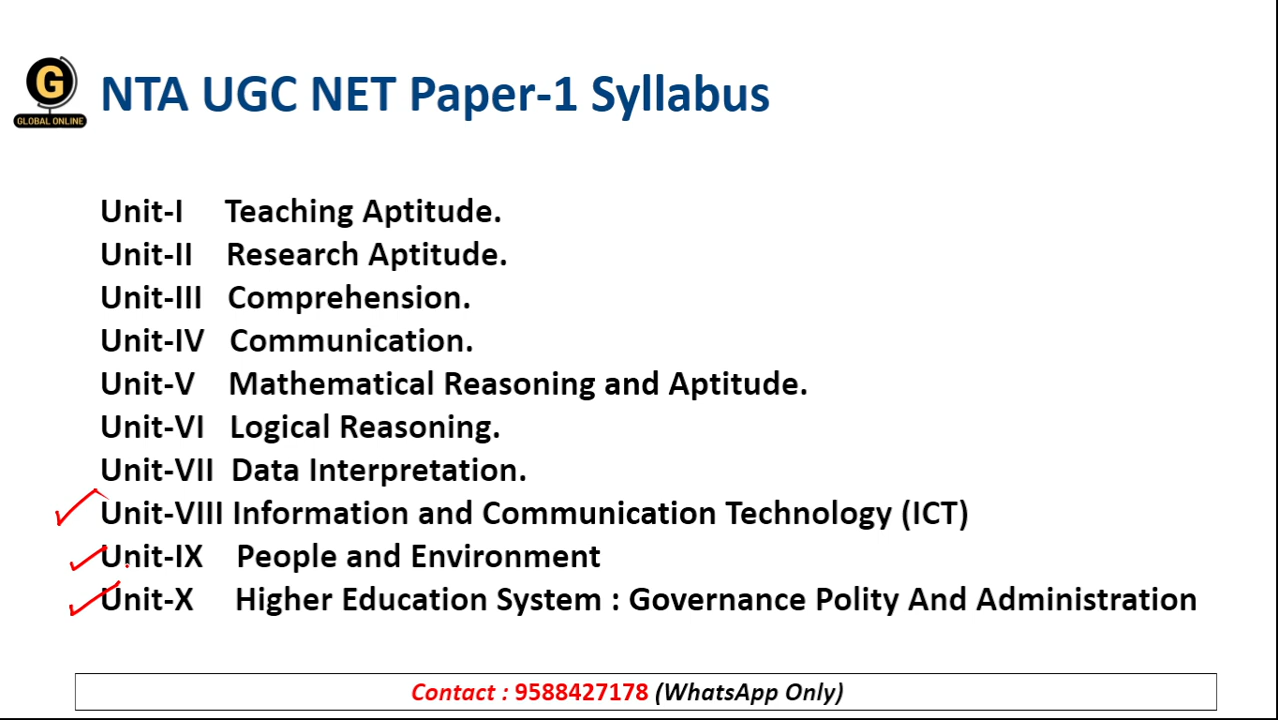 G
GLOBAL ONLINE
NTA UGC NET Paper-1 Syllabus
Unit-I Teaching Aptitude.
Unit-II Research Aptitude.
Unit-III Comprehension.
Unit-IV Communication.
Unit-V Mathematical Reasoning and Aptitude.
Unit-VI Logical Reasoning.
Unit-VII Data Interpretation.
Unit-VIII Information and Communication Technology (ICT)
Unit-IX People and Environment
Unit-X Higher Education System : Governance Polity And Administration
Contact : 9588427178 (WhatsApp Only)